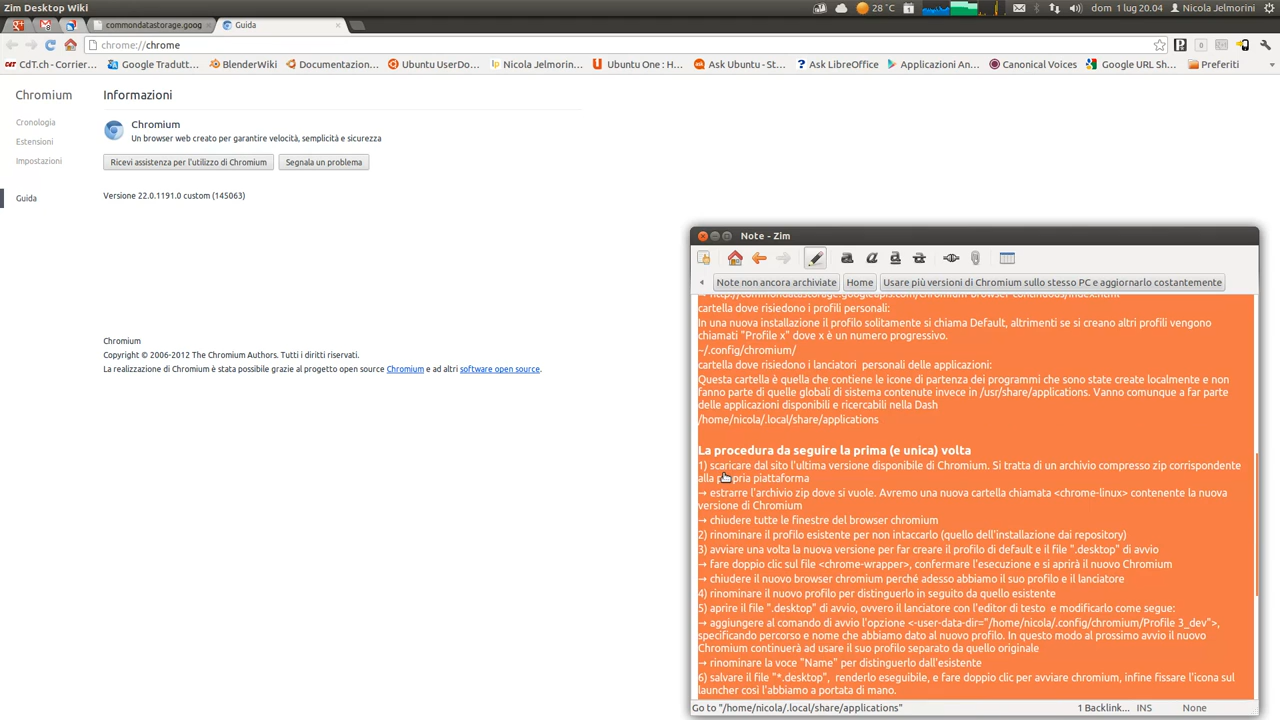 Zim Desktop Wiki
28 °C
dom 1 lug 20.04
Nicola Jelmorini
commondatastorage.goog
Guida
chrome://chrome
CdT.ch - Corrier...
Google Tradutt...
BlenderWiki
Documentazion...
Ubuntu UserDo...
Nicola Jelmorin...
Ubuntu One : H...
Ask Ubuntu - St...
Ask LibreOffice
Applicazioni An...
Canonical Voices
Google URL Sh...
Preferiti
Chromium
Cronologia
Estensioni
Impostazioni
Guida
Informazioni
Chromium
Un browser web creato per garantire velocità, semplicità e sicurezza
Ricevi assistenza per l'utilizzo di Chromium
Segnala un problema
Versione 22.0.1191.0 custom (145063)
Chromium
Copyright © 2006-2012 The Chromium Authors. Tutti i diritti riservati.
La realizzazione di Chromium è stata possibile grazie al progetto open source Chromium e ad altri software open source.
Note - Zim
Note non ancora archiviate
Home
Usare più versioni di Chromium sullo stesso PC e aggiornarlo costantemente
→ http://commondatastorage.googleapis.com/chromium-browser-continuous/index.html
cartella dove risiedono i profili personali:
In una nuova installazione il profilo solitamente si chiama Default, altrimenti se si creano altri profili vengono
chiamati "Profile x" dove x è un numero progressivo.
~/.config/chromium/
cartella dove risiedono i lanciatori  personali delle applicazioni:
Questa cartella è quella che contiene le icone di partenza dei programmi che sono state create localmente e non
fanno parte di quelle globali di sistema contenute invece in /usr/share/applications. Vanno comunque a far parte
delle applicazioni disponibili e ricercabili nella Dash
/home/nicola/.local/share/applications
La procedura da seguire la prima (e unica) volta
1) scaricare dal sito l'ultima versione disponibile di Chromium. Si tratta di un archivio compresso zip corrispondente
alla propria piattaforma
→ estrarre l'archivio zip dove si vuole. Avremo una nuova cartella chiamata <chrome-linux> contenente la nuova
versione di Chromium
→ chiudere tutte le finestre del browser chromium
2) rinominare il profilo esistente per non intaccarlo (quello dell'installazione dai repository)
3) avviare una volta la nuova versione per far creare il profilo di default e il file ".desktop" di avvio
→ fare doppio clic sul file <chrome-wrapper>, confermare l'esecuzione e si aprirà il nuovo Chromium
→ chiudere il nuovo browser chromium perché adesso abbiamo il suo profilo e il lanciatore
4) rinominare il nuovo profilo per distinguerlo in seguito da quello esistente
5) aprire il file ".desktop" di avvio, ovvero il lanciatore con l'editor di testo  e modificarlo come segue:
→ aggiungere al comando di avvio l'opzione <-user-data-dir="/home/nicola/.config/chromium/Profile 3_dev">,
specificando percorso e nome che abbiamo dato al nuovo profilo. In questo modo al prossimo avvio il nuovo
Chromium continuerà ad usare il suo profilo separato da quello originale
→ rinominare la voce "Name" per distinguerlo dall'esistente
6) salvare il file "*.desktop",  renderlo eseguibile, e fare doppio clic per avviare chromium, infine fissare l'icona sul
launcher così l'abbiamo a portata di mano.
Go to "/home/nicola/.local/share/applications"
1 Backlink...
INS
None